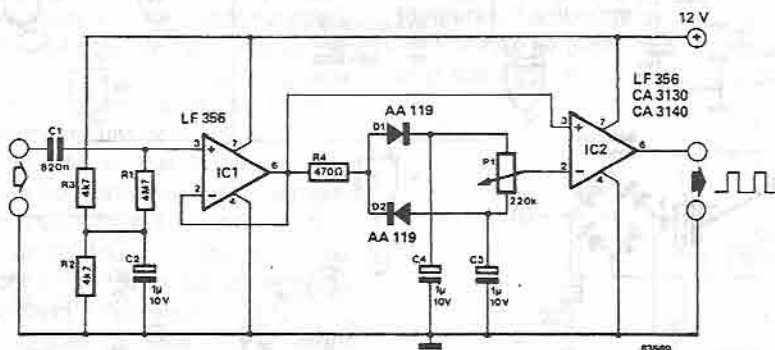 12 V
LF 356
CA 3130
CA 3140
LF 356
AA 119
C1
820n
3
7
6
2
4
IC1
R4
470Ω
D1
D2
AA 119
P1
220k
3
7
6
2
4
IC2
R3
4k7
R1
4M7
R2
4k7
C2
1µ
10V
C4
1µ
10V
C3
1µ
10V
83569